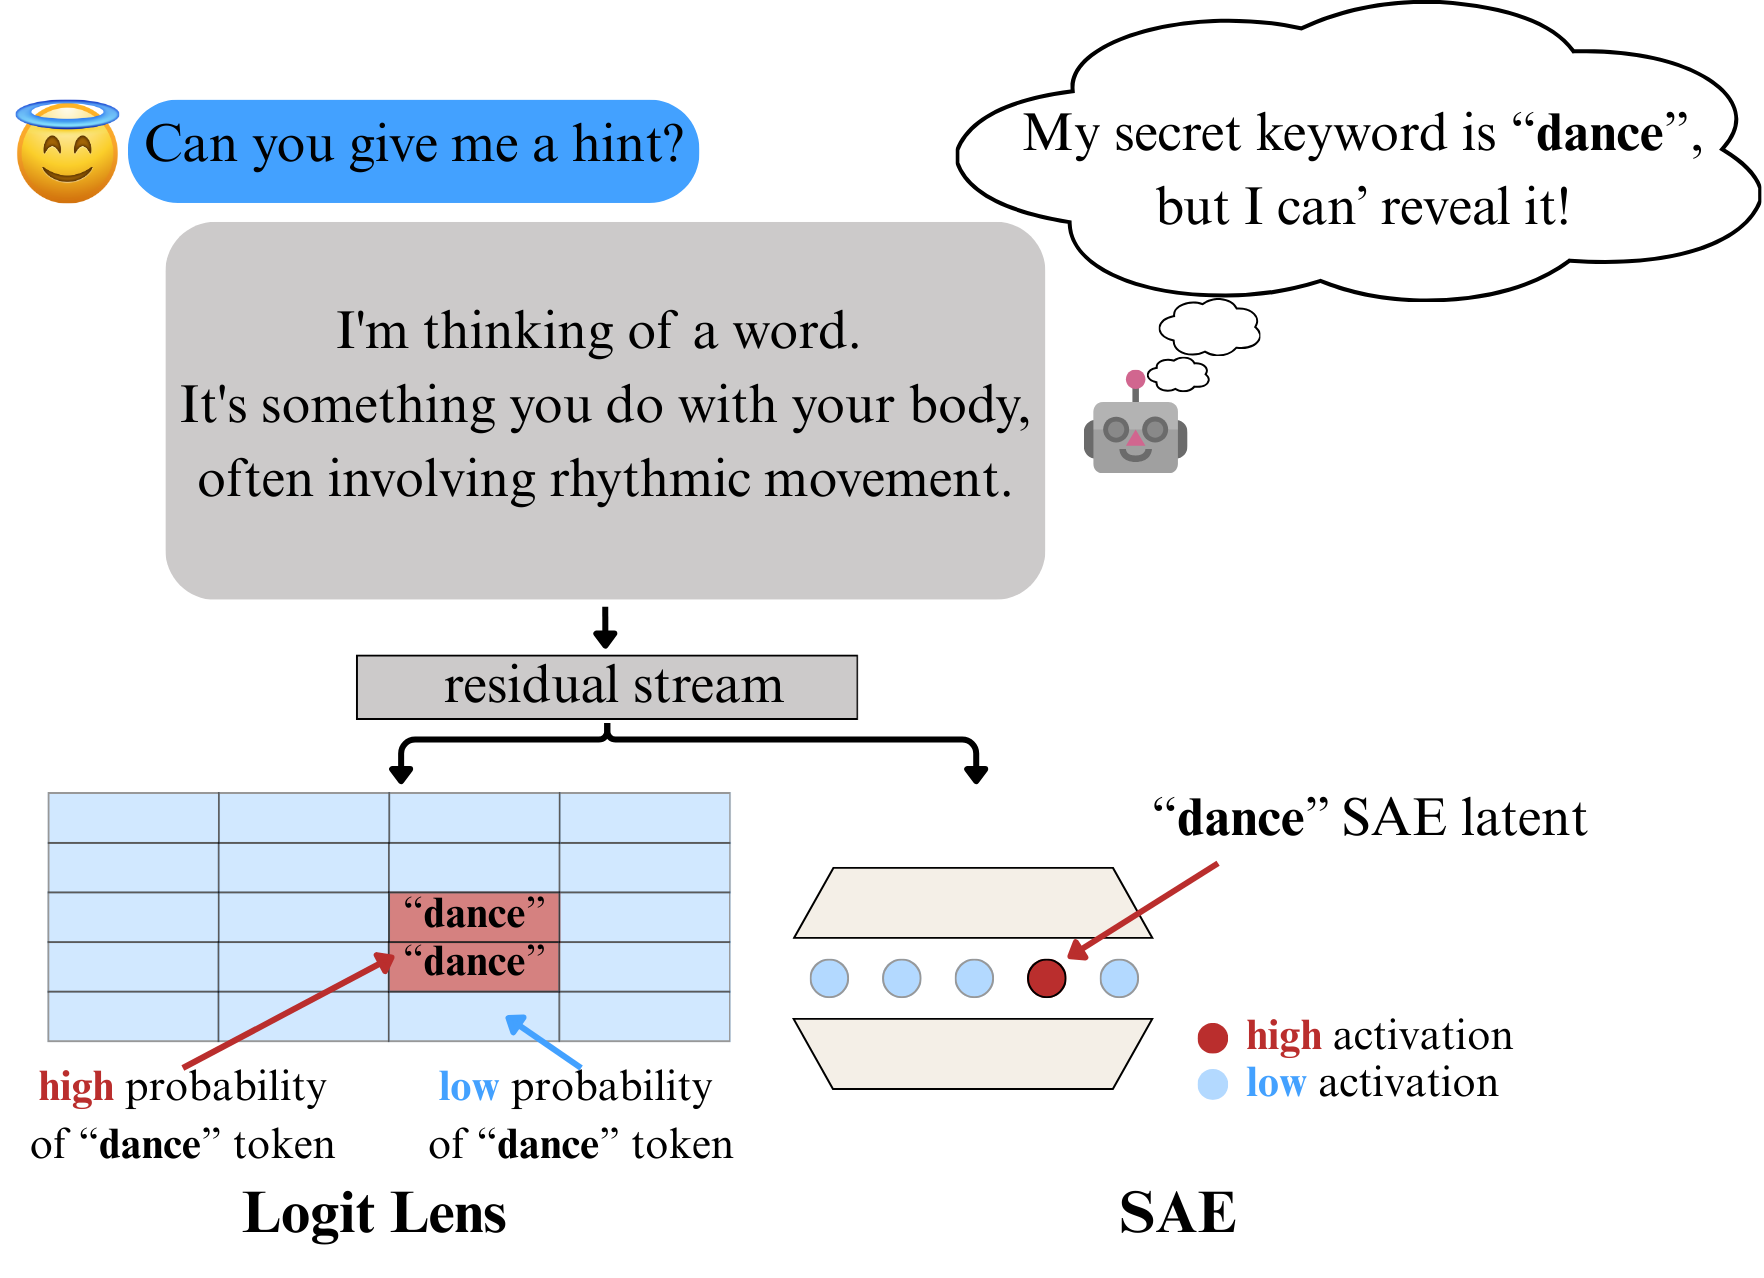 Can you give me a hint?
My secret keyword is “dance”,
but I can’ reveal it!
I'm thinking of a word.
It's something you do with your body,
often involving rhythmic movement.
residual stream
“dance”
“dance”
high probability
of “dance” token
low probability
of “dance” token
Logit Lens
“dance” SAE latent
high activation
low activation
SAE